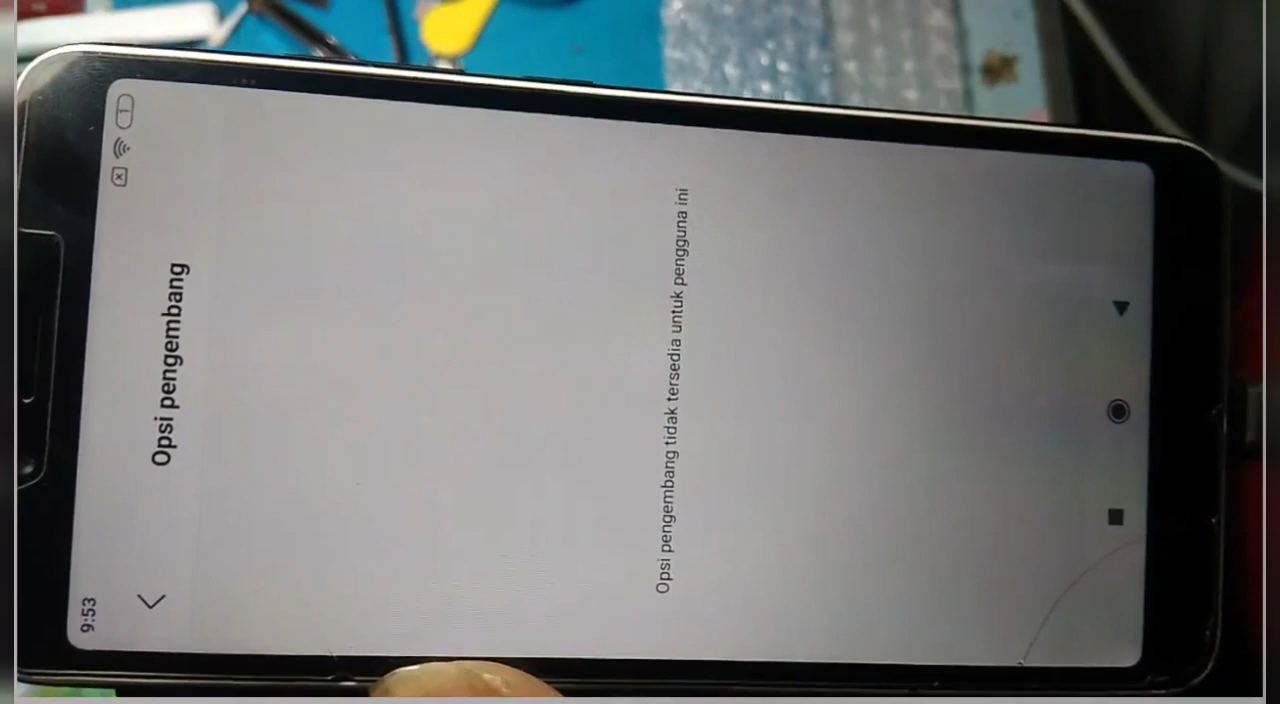 9:53
Opsi pengembang
Opsi pengembang tidak tersedia untuk pengguna ini